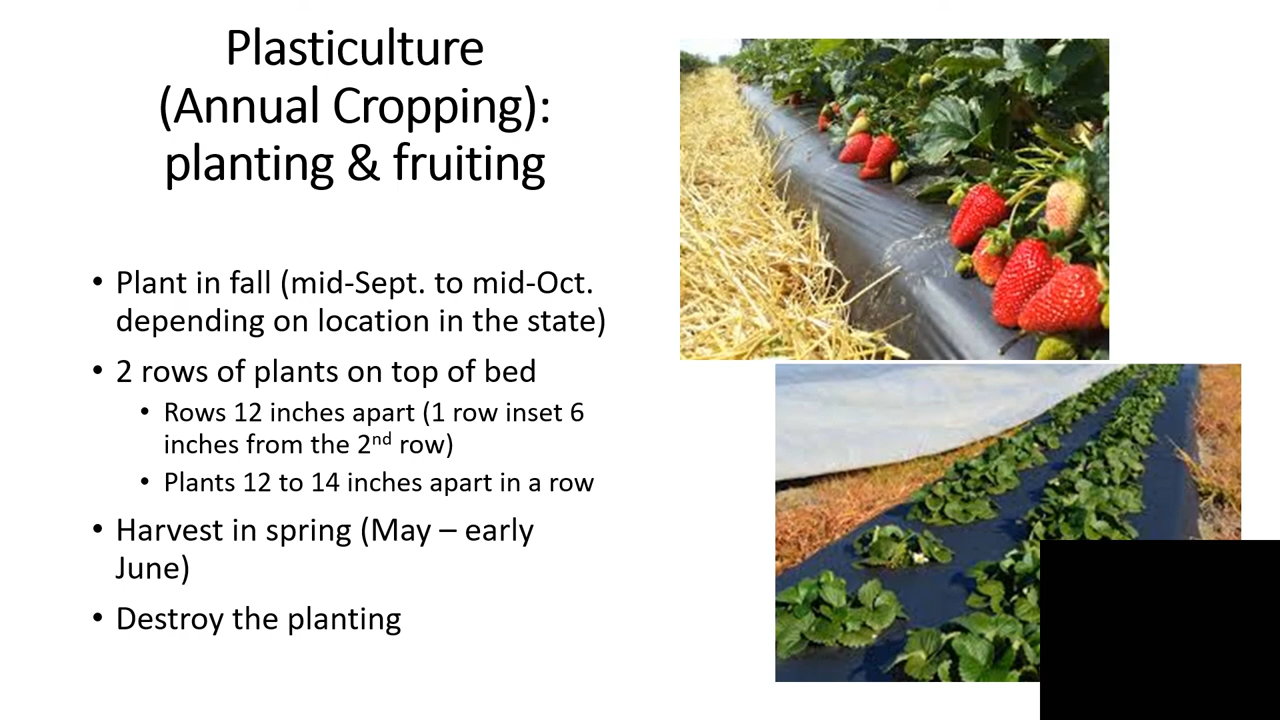 Plasticulture
(Annual Cropping):
planting & fruiting
• Plant in fall (mid-Sept. to mid-Oct.
depending on location in the state)
• 2 rows of plants on top of bed
• Rows 12 inches apart (1 row inset 6
inches from the 2nd row)
• Plants 12 to 14 inches apart in a row
• Harvest in spring (May – early
June)
• Destroy the planting